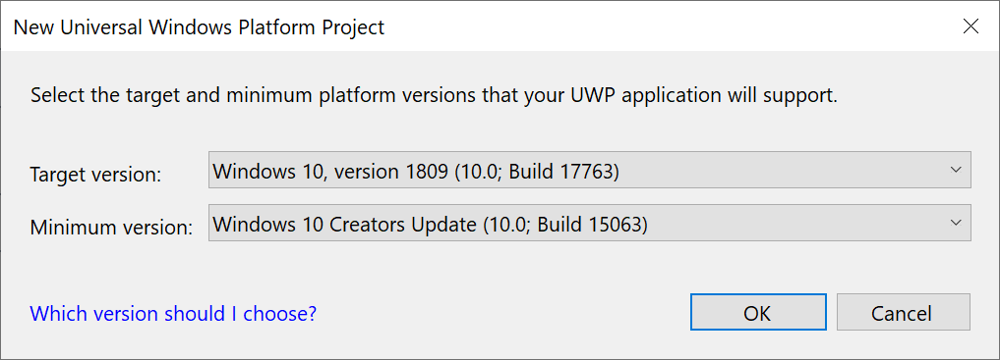 New Universal Windows Platform Project
Select the target and minimum platform versions that your UWP application will support.
Target version: Windows 10, version 1809 (10.0; Build 17763)
Minimum version: Windows 10 Creators Update (10.0; Build 15063)
Which version should I choose? OK Cancel